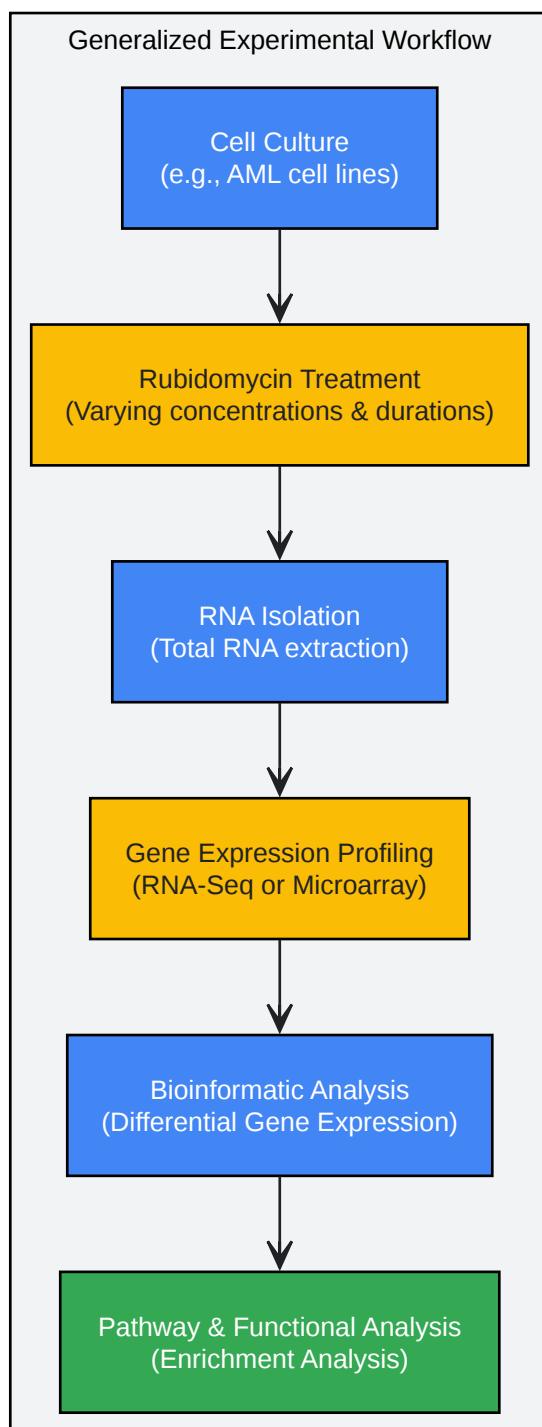 Generalized Experimental Workflow
Cell Culture
(e.g., AML cell lines)
Rubidomycin Treatment
(Varying concentrations & durations)
RNA Isolation
(Total RNA extraction)
Gene Expression Profiling
(RNA-Seq or Microarray)
Bioinformatic Analysis
(Differential Gene Expression)
Pathway & Functional Analysis
(Enrichment Analysis)